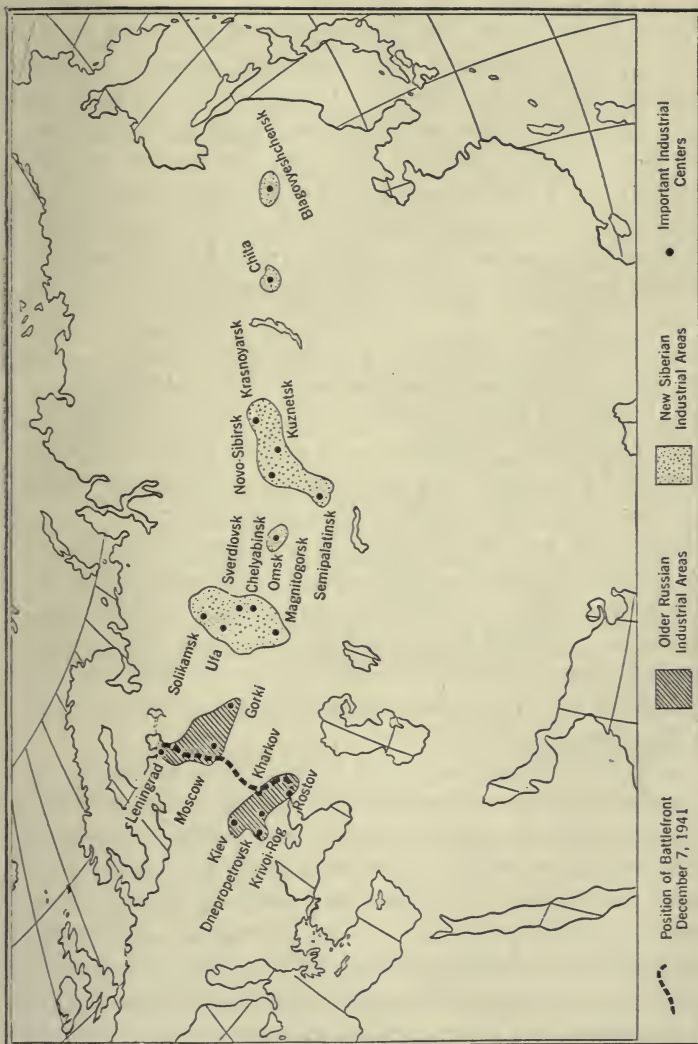 Leningrad
Moscow
Gorki
Kiev
Kharkov
Dnepropetrovsk
Krivoi-Rog
Rostov
Solikamsk
Ufa
Sverdlovsk
Chelyabinsk
Omsk
Magnitogorsk
Novo-Sibirsk
Krasnoyarsk
Kuznetsk
Semipalatinsk
Chita
Blagovyeshchensk
Position of Battlefront
December 7, 1941
Older Russian
Industrial Areas
New Siberian
Industrial Areas
Important Industrial
Centers